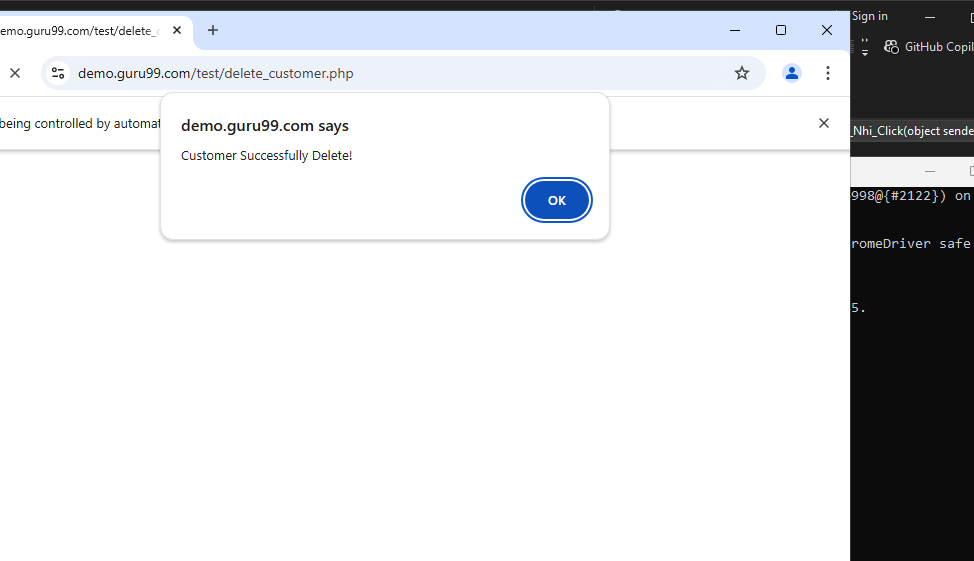 Sign in
emo.guru99.com/test/delete_c
GitHub Copil
demo.guru99.com/test/delete_customer.php
being controlled by automat
demo.guru99.com says
_Nhi_Click(object sende
Customer Successfully Delete!
998@{#2122}) on
OK
romeDriver safe
5.